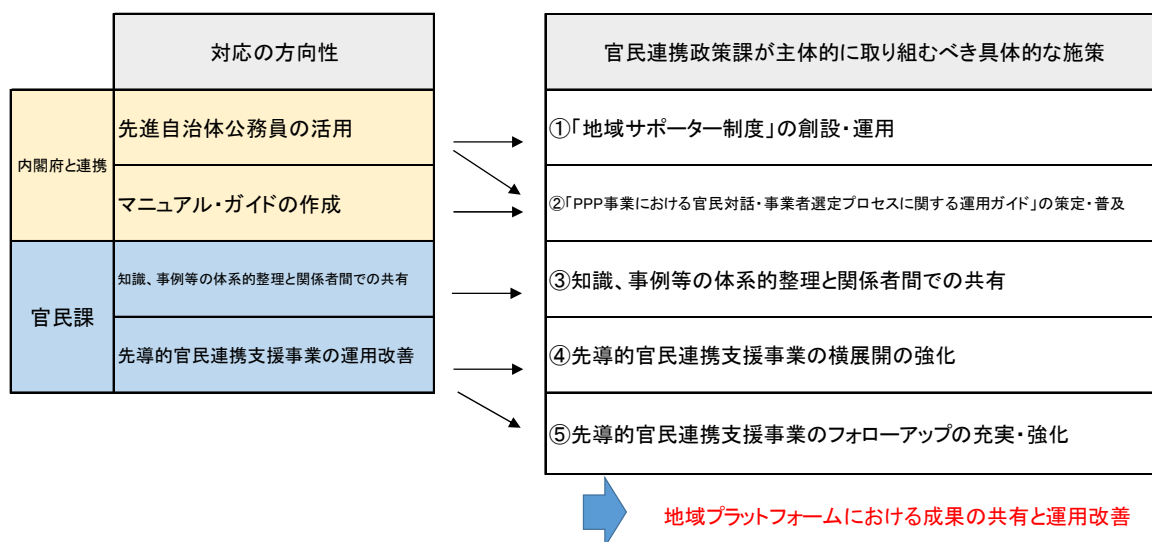 対応の方向性
官民連携政策課が主体的に取り組むべき具体的な施策
内閣府と連携
先進自治体公務員の活用
①「地域サポーター制度」の創設・運用
マニュアル・ガイドの作成
②「PPP事業における官民対話・事業者選定プロセスに関する運用ガイド」の策定・普及
官民課
知識、事例等の体系的整理と関係者間での共有
③知識、事例等の体系的整理と関係者間での共有
先導的官民連携支援事業の運用改善
④先導的官民連携支援事業の横展開の強化
⑤先導的官民連携支援事業のフォローアップの充実・強化
地域プラットフォームにおける成果の共有と運用改善